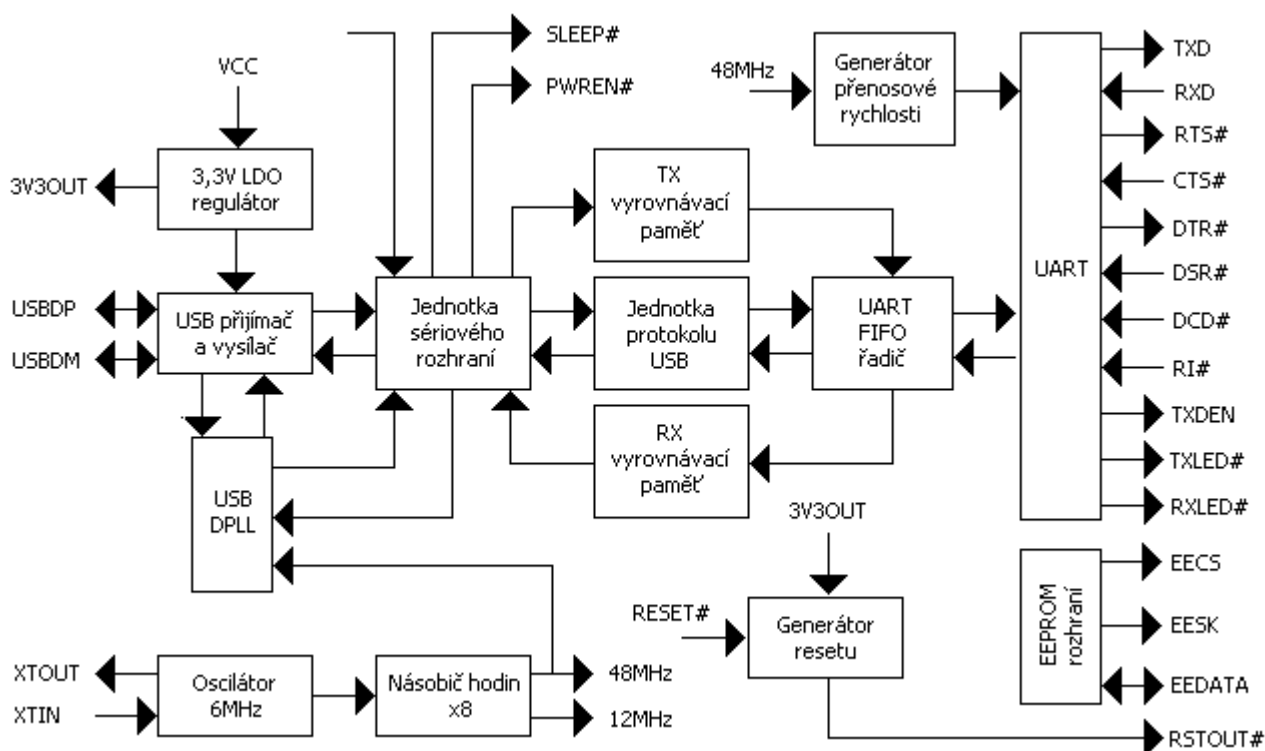 SLEEP#
VCC
PWREN#
48MHz
Generátor
přenosové
rychlosti
TXD
RXD
RTS#
CTS#
DTR#
DSR#
DCD#
RI#
TXDEN
TXLED#
RXLED#
UART
3V3OUT
3,3V LDO
regulátor
TX
vyrovnávací
paměť
USBDP
USBDM
USB přijímač
a vysílač
Jednotka
sériového
rozhraní
Jednotka
protokolu
USB
UART
FIFO
řadič
RX
vyrovnávací
paměť
USB
DPLL
3V3OUT
RESET#
Generátor
resetu
EEPROM
rozhraní
EECS
EESK
EEDATA
RSTOUT#
XTOUT
XTIN
Oscilátor
6MHz
Násobič hodin
x8
48MHz
12MHz